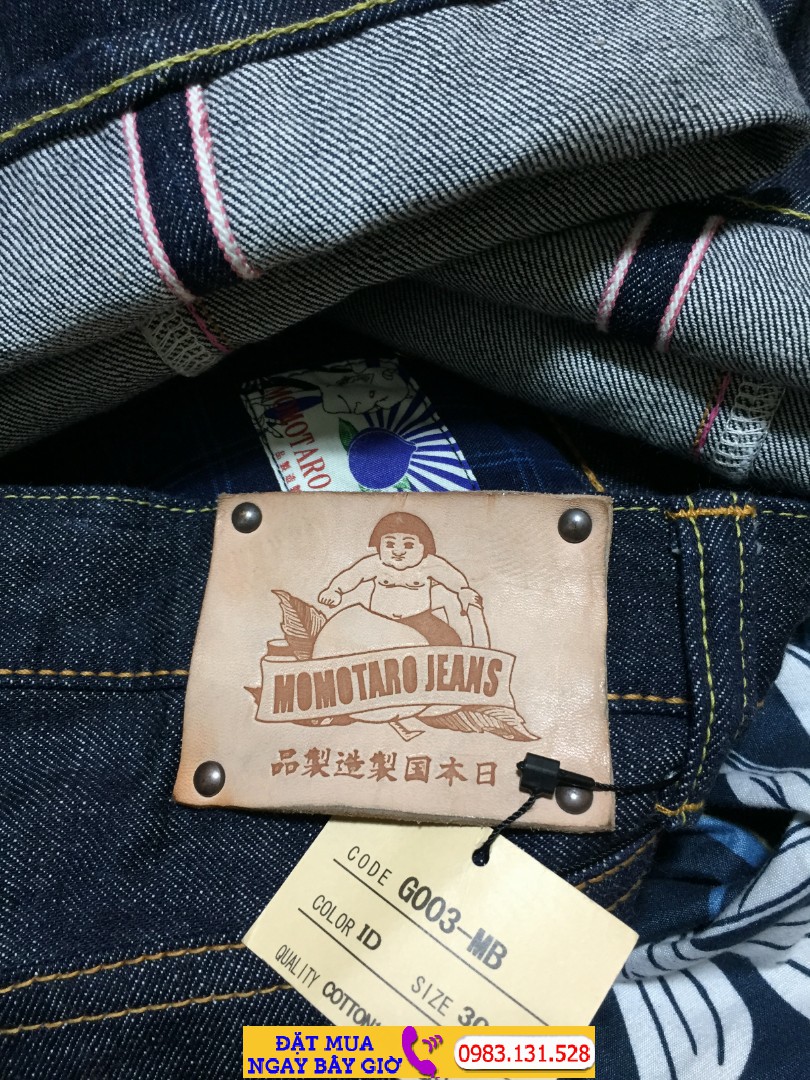 MOMOTARO
MOMOTARO JEANS
品製造製国本日
CODE G003-MB
COLOR ID SIZE 30
QUALITY COTTON
ĐẶT MUA
NGAY BÂY GIỜ
0983.131.528